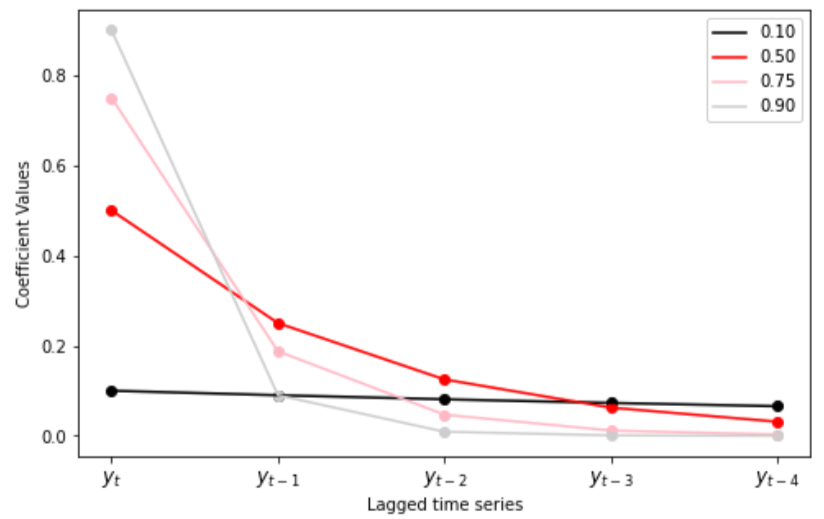 0.10
0.50
0.75
0.90
0.8
0.6
0.4
0.2
0.0
Coefficient Values
y_t
y_{t-1}
y_{t-2}
y_{t-3}
y_{t-4}
Lagged time series